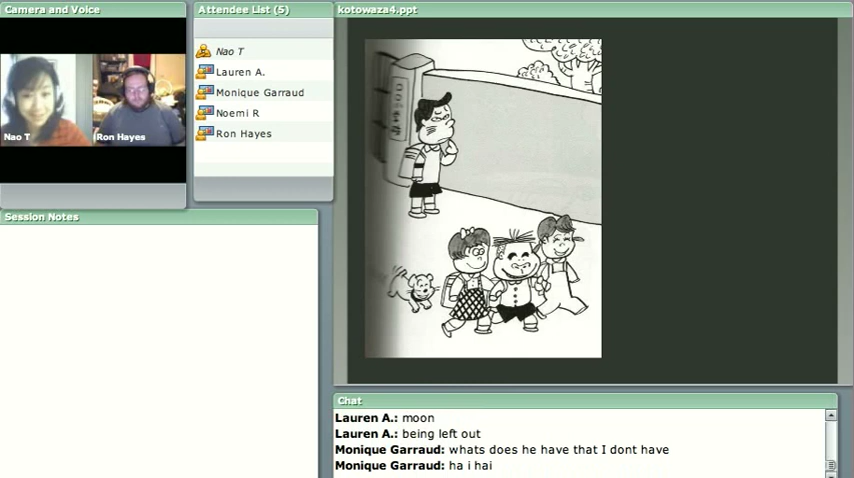 Camera and Voice
Nao T
Ron Hayes
Attendee List (5)
Nao T
Lauren A.
Monique Garraud
Noemi R
Ron Hayes
Session Notes
kotowaza4.ppt
Chat
Lauren A.: moon
Lauren A.: being left out
Monique Garraud: whats does he have that I dont have
Monique Garraud: ha i hai